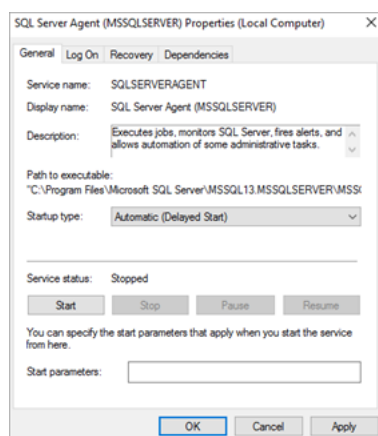 SQL Server Agent (MSSQLSERVER) Properties (Local Computer)
General Log On Recovery Dependencies
Service name: SQLSERVERAGENT
Display name: SQL Server Agent (MSSQLSERVER)
Description: Executes jobs, monitors SQL Server, fires alerts, and
allows automation of some administrative tasks.
Path to executable:
"C:\Program Files\Microsoft SQL Server\MSSQL13.MSSQLSERVER\MSS
Startup type: Automatic (Delayed Start)
Service status: Stopped
Start Stop Pause Resume
You can specify the start parameters that apply when you start the service
from here.
Start parameters:
OK Cancel Apply